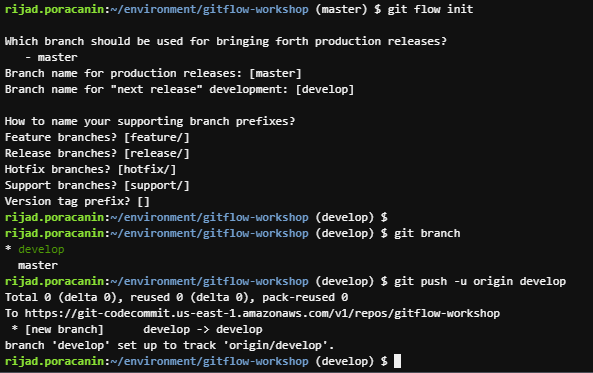 rijad.poracanin:~/environment/gitflow-workshop (master) $ git flow init
Which branch should be used for bringing forth production releases?
- master
Branch name for production releases: [master]
Branch name for "next release" development: [develop]
How to name your supporting branch prefixes?
Feature branches? [feature/]
Release branches? [release/]
Hotfix branches? [hotfix/]
Support branches? [support/]
Version tag prefix? []
rijad.poracanin:~/environment/gitflow-workshop (develop) $
rijad.poracanin:~/environment/gitflow-workshop (develop) $ git branch
* develop
master
rijad.poracanin:~/environment/gitflow-workshop (develop) $ git push -u origin develop
Total 0 (delta 0), reused 0 (delta 0), pack-reused 0
To https://git-codecommit.us-east-1.amazonaws.com/v1/repos/gitflow-workshop
* [new branch] develop -> develop
branch 'develop' set up to track 'origin/develop'.
rijad.poracanin:~/environment/gitflow-workshop (develop) $